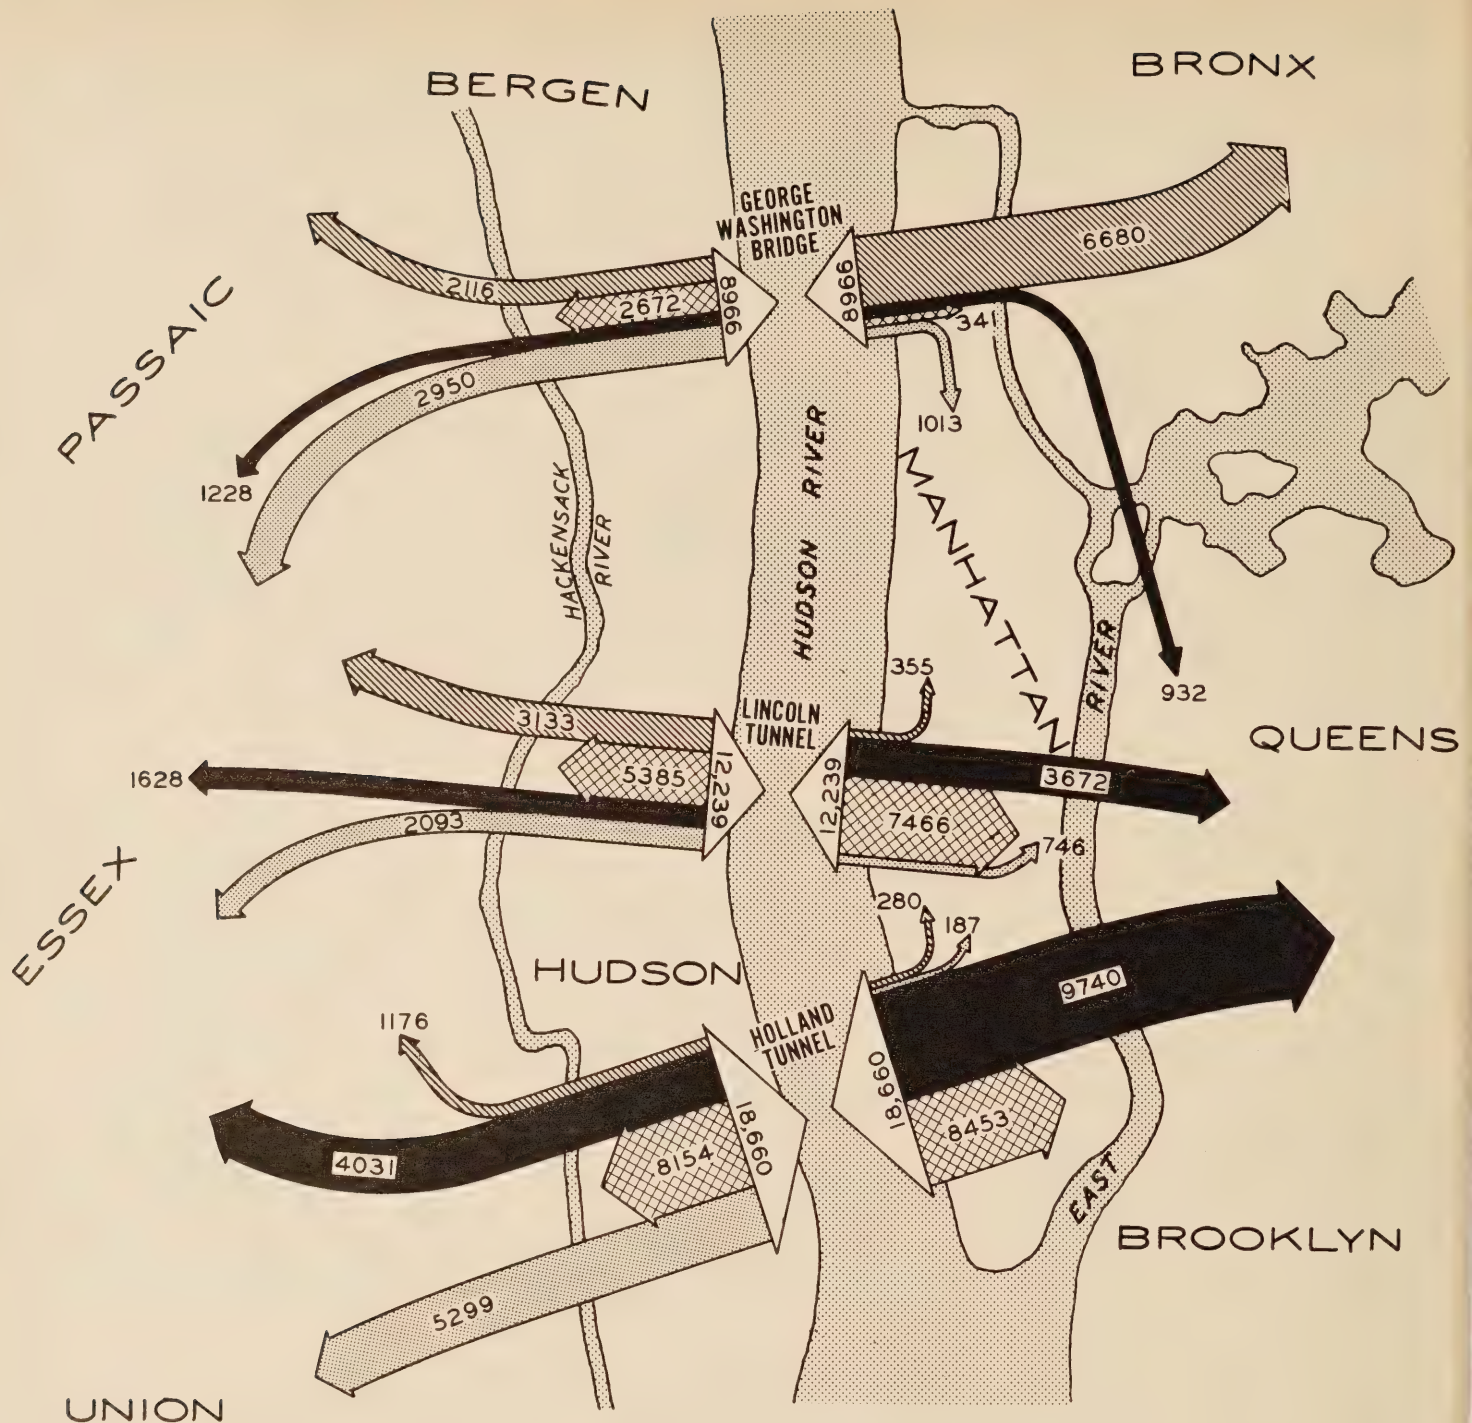 BERGEN
BRONX
GEORGE
WASHINGTON
BRIDGE
PASSAIC
2116
2672
8966
8966
6680
341
2950
1013
1228
HACKENSACK
RIVER
HUDSON RIVER
MANHATTAN
RIVER
932
355
QUEENS
LINCOLN
TUNNEL
3133
5385
12,239
12,239
3672
7466
746
1628
2093
ESSEX
280
187
HUDSON
9740
HOLLAND
TUNNEL
1176
18,660
18,660
8453
8154
4031
EAST
BROOKLYN
5299
UNION